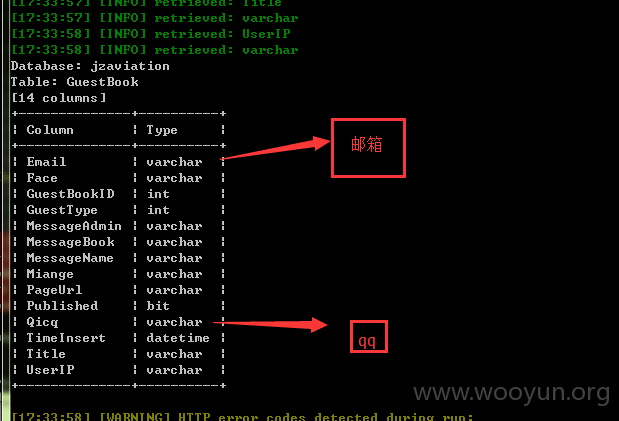 [17:33:57] [INFO] retrieved: Title
[17:33:57] [INFO] retrieved: varchar
[17:33:58] [INFO] retrieved: UserIP
[17:33:58] [INFO] retrieved: varchar
Database: jzaviation
Table: GuestBook
[14 columns]
+--------------+----------+
| Column | Type |
+--------------+----------+
| Email | varchar | 邮箱
| Face | varchar |
| GuestBookID | int |
| GuestType | int |
| MessageAdmin | varchar |
| MessageBook | varchar |
| MessageName | varchar |
| Miange | varchar |
| PageUrl | varchar |
| Published | bit |
| Qicq | varchar | qq
| TimeInsert | datetime |
| Title | varchar |
| UserIP | varchar |
+--------------+----------+
www.wooyun.org
[17:33:58] [WARNING] HTTP error codes detected during run: